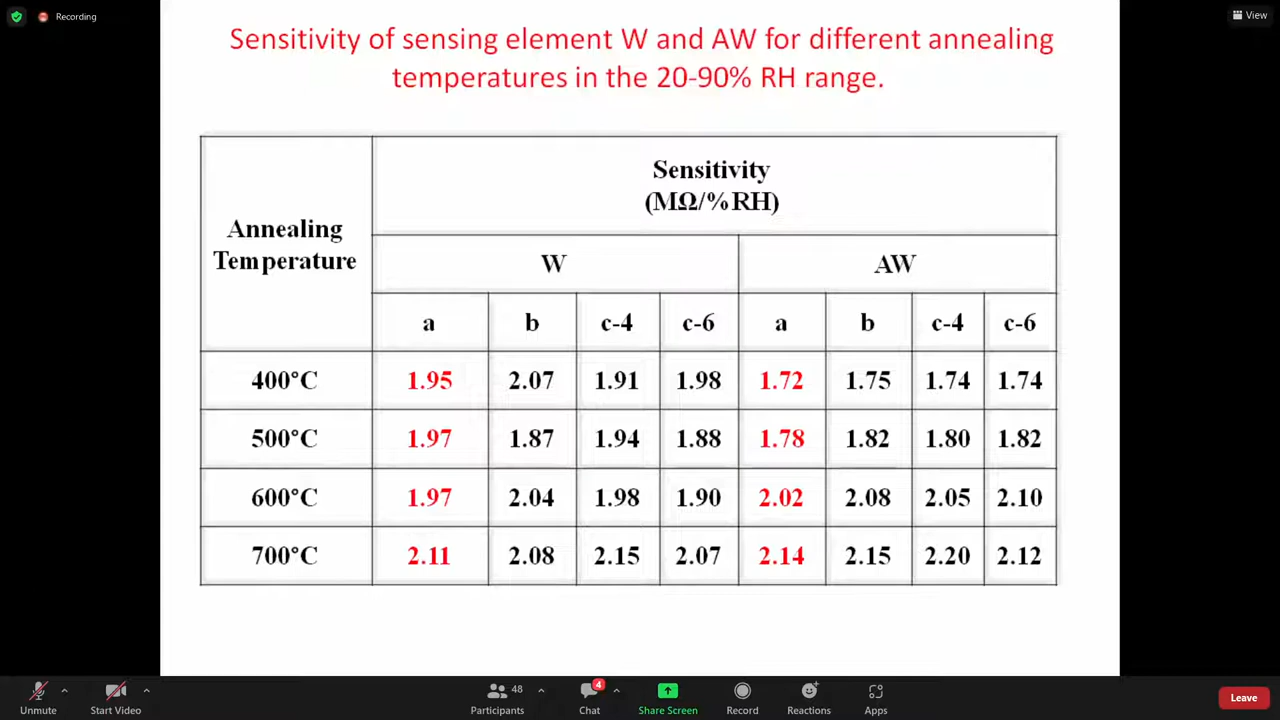 Recording
View
Sensitivity of sensing element W and AW for different annealing
temperatures in the 20-90% RH range.
Annealing
Temperature
Sensitivity
(MΩ/%RH)
W AW
a b c-4 c-6 a b c-4 c-6
400°C 1.95 2.07 1.91 1.98 1.72 1.75 1.74 1.74
500°C 1.97 1.87 1.94 1.88 1.78 1.82 1.80 1.82
600°C 1.97 2.04 1.98 1.90 2.02 2.08 2.05 2.10
700°C 2.11 2.08 2.15 2.07 2.14 2.15 2.20 2.12
48 4
Unmute Start Video Participants Chat Share Screen Record Reactions Apps Leave